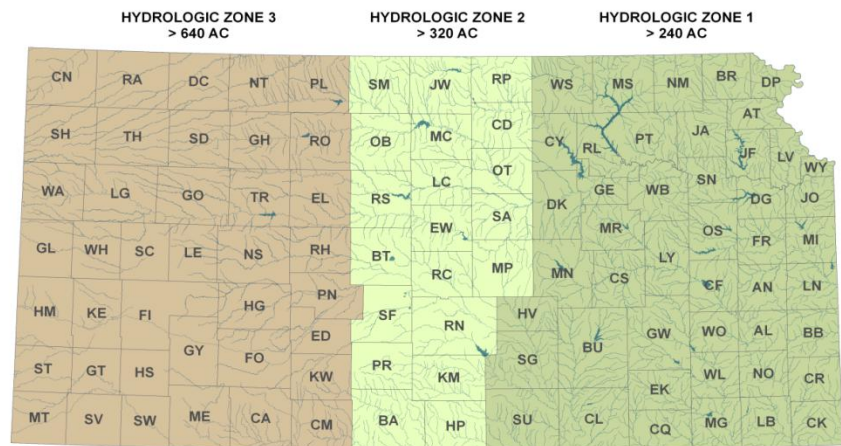 HYDROLOGIC ZONE 3
> 640 AC
HYDROLOGIC ZONE 2
> 320 AC
HYDROLOGIC ZONE 1
> 240 AC
CN RA DC NT PL SM JW RP WS MS NM BR DP
SH TH SD GH RO OB MC CD CY RL PT JA AT JF LV WY
WA LG GO TR EL RS LC OT DK GE WB SN DG JO
GL WH SC LE NS RH BT EW SA MR LY OS FR MI
RC MP MN CS CF AN LN
HM KE FI HG PN SF RN HV BU GW WO AL BB
ST GT HS GY FO ED KW PR KM SG EK WL NO CR
MT SV SW ME CA CM BA HP SU CL CQ MG LB CK